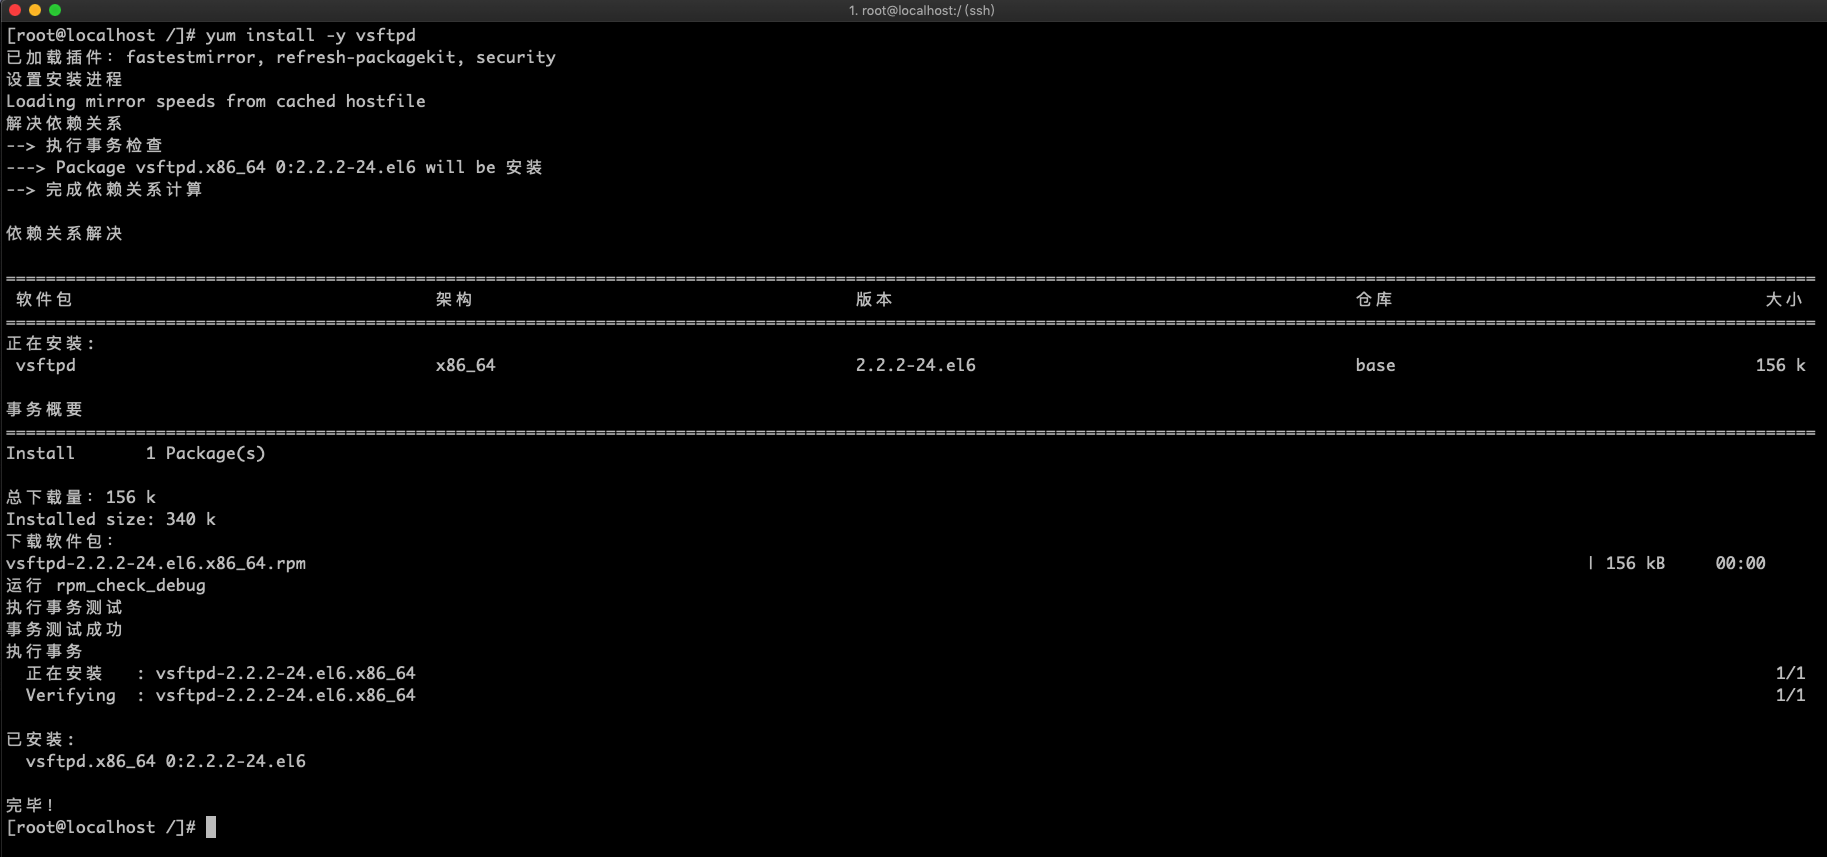 1. root@localhost:/ (ssh)
[root@localhost /]# yum install -y vsftpd
已加载插件：fastestmirror, refresh-packagekit, security
设置安装进程
Loading mirror speeds from cached hostfile
解决依赖关系
--> 执行事务检查
---> Package vsftpd.x86_64 0:2.2.2-24.el6 will be 安装
--> 完成依赖关系计算
依赖关系解决
================================================================================
软件包 架构 版本 仓库 大小
================================================================================
正在安装:
vsftpd x86_64 2.2.2-24.el6 base 156 k
事务概要
================================================================================
Install 1 Package(s)
总下载量：156 k
Installed size: 340 k
下载软件包：
vsftpd-2.2.2-24.el6.x86_64.rpm | 156 kB 00:00
运行 rpm_check_debug
执行事务测试
事务测试成功
执行事务
正在安装 : vsftpd-2.2.2-24.el6.x86_64 1/1
Verifying : vsftpd-2.2.2-24.el6.x86_64 1/1
已安装:
vsftpd.x86_64 0:2.2.2-24.el6
完毕！
[root@localhost /]#